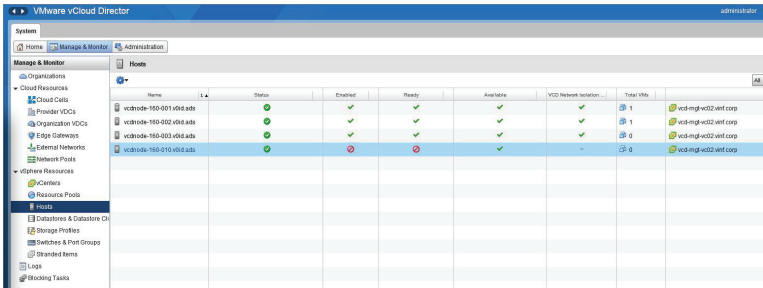 VMware vCloud Director
administrator
System
Home
Manage & Monitor
Administration
Manage & Monitor
Hosts
All
Organizations
Cloud Resources
Cloud Cells
Provider VDCs
Organization VDCs
Edge Gateways
External Networks
Network Pools
vSphere Resources
vCenters
Resource Pools
Hosts
Datastores & Datastore Clu
Storage Profiles
Switches & Port Groups
Stranded Items
Logs
Blocking Tasks
Name 1 Status Enabled Ready Available VCD Network Isolation ... Total VMs
vcdnode-160-001.v0id.ads 1 vcd-mgt-vc02.vinf.corp
vcdnode-160-002.v0id.ads 1 vcd-mgt-vc02.vinf.corp
vcdnode-160-003.v0id.ads 0 vcd-mgt-vc02.vinf.corp
vcdnode-160-010.v0id.ads – 0 vcd-mgt-vc02.vinf.corp